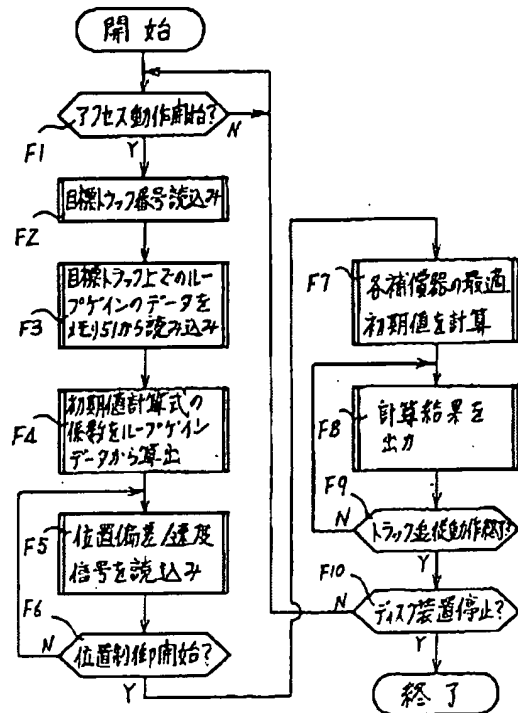 開始
アクセス動作開始?
F1
N
Y
目標トラック番号読込み
F2
目標トラック上でのルー
プゲインのデータを
メモリ51から読み込み
F3
初期値計算式の
係数をループゲイン
データから算出
F4
位置偏差/速度
信号を読込み
F5
F6
位置制御開始?
N
Y
F7
各補償器の最適
初期値を計算
F8
計算結果を
出力
F9
トラック追従動作終了?
N
Y
F10
ディスク装置停止?
N
Y
終了